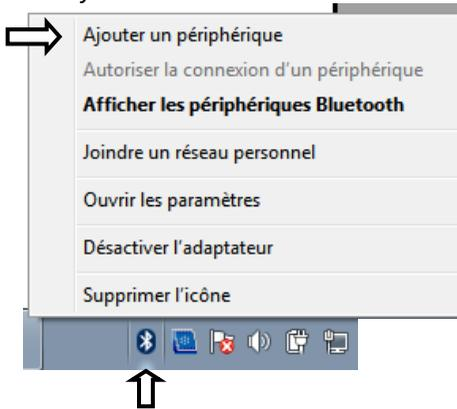 Ajouter un périphérique
Autoriser la connexion d'un périphérique
Afficher les périphériques Bluetooth
Joindre un réseau personnel
Ouvrir les paramètres
Désactiver l'adaptateur
Supprimer l'icône